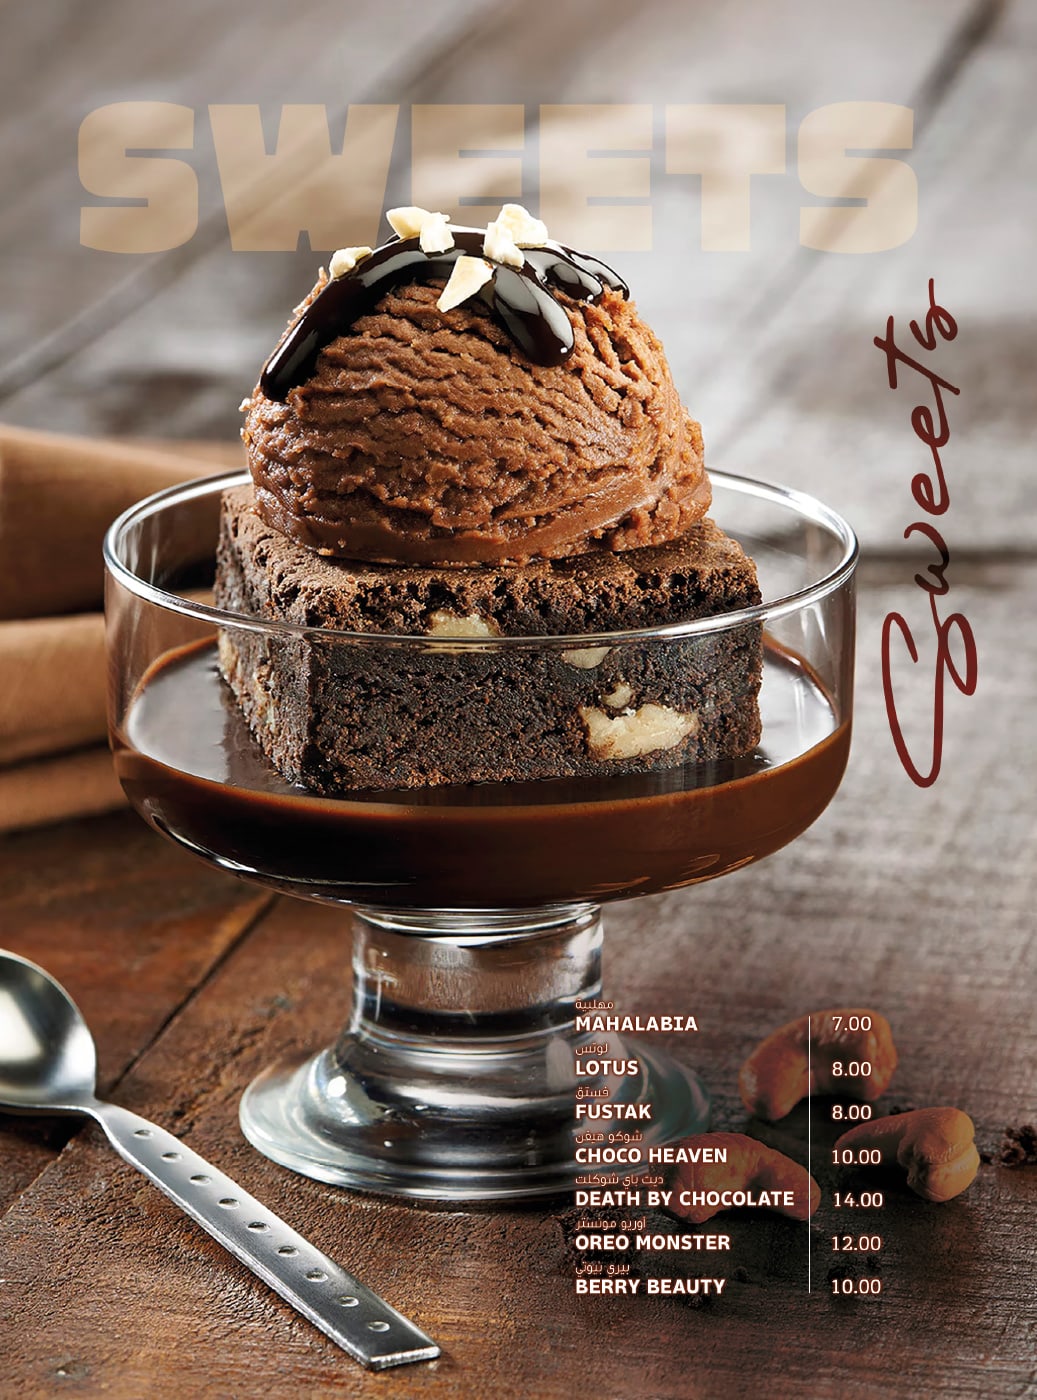 SWEETS
Sweets
مهلبية
MAHALABIA 7.00
لوتس
LOTUS 8.00
فستق
FUSTAK 8.00
شوكو هيفن
CHOCO HEAVEN 10.00
ديث باي شوكلت
DEATH BY CHOCOLATE 14.00
اوريو مونستر
OREO MONSTER 12.00
بيري بيوتي
BERRY BEAUTY 10.00